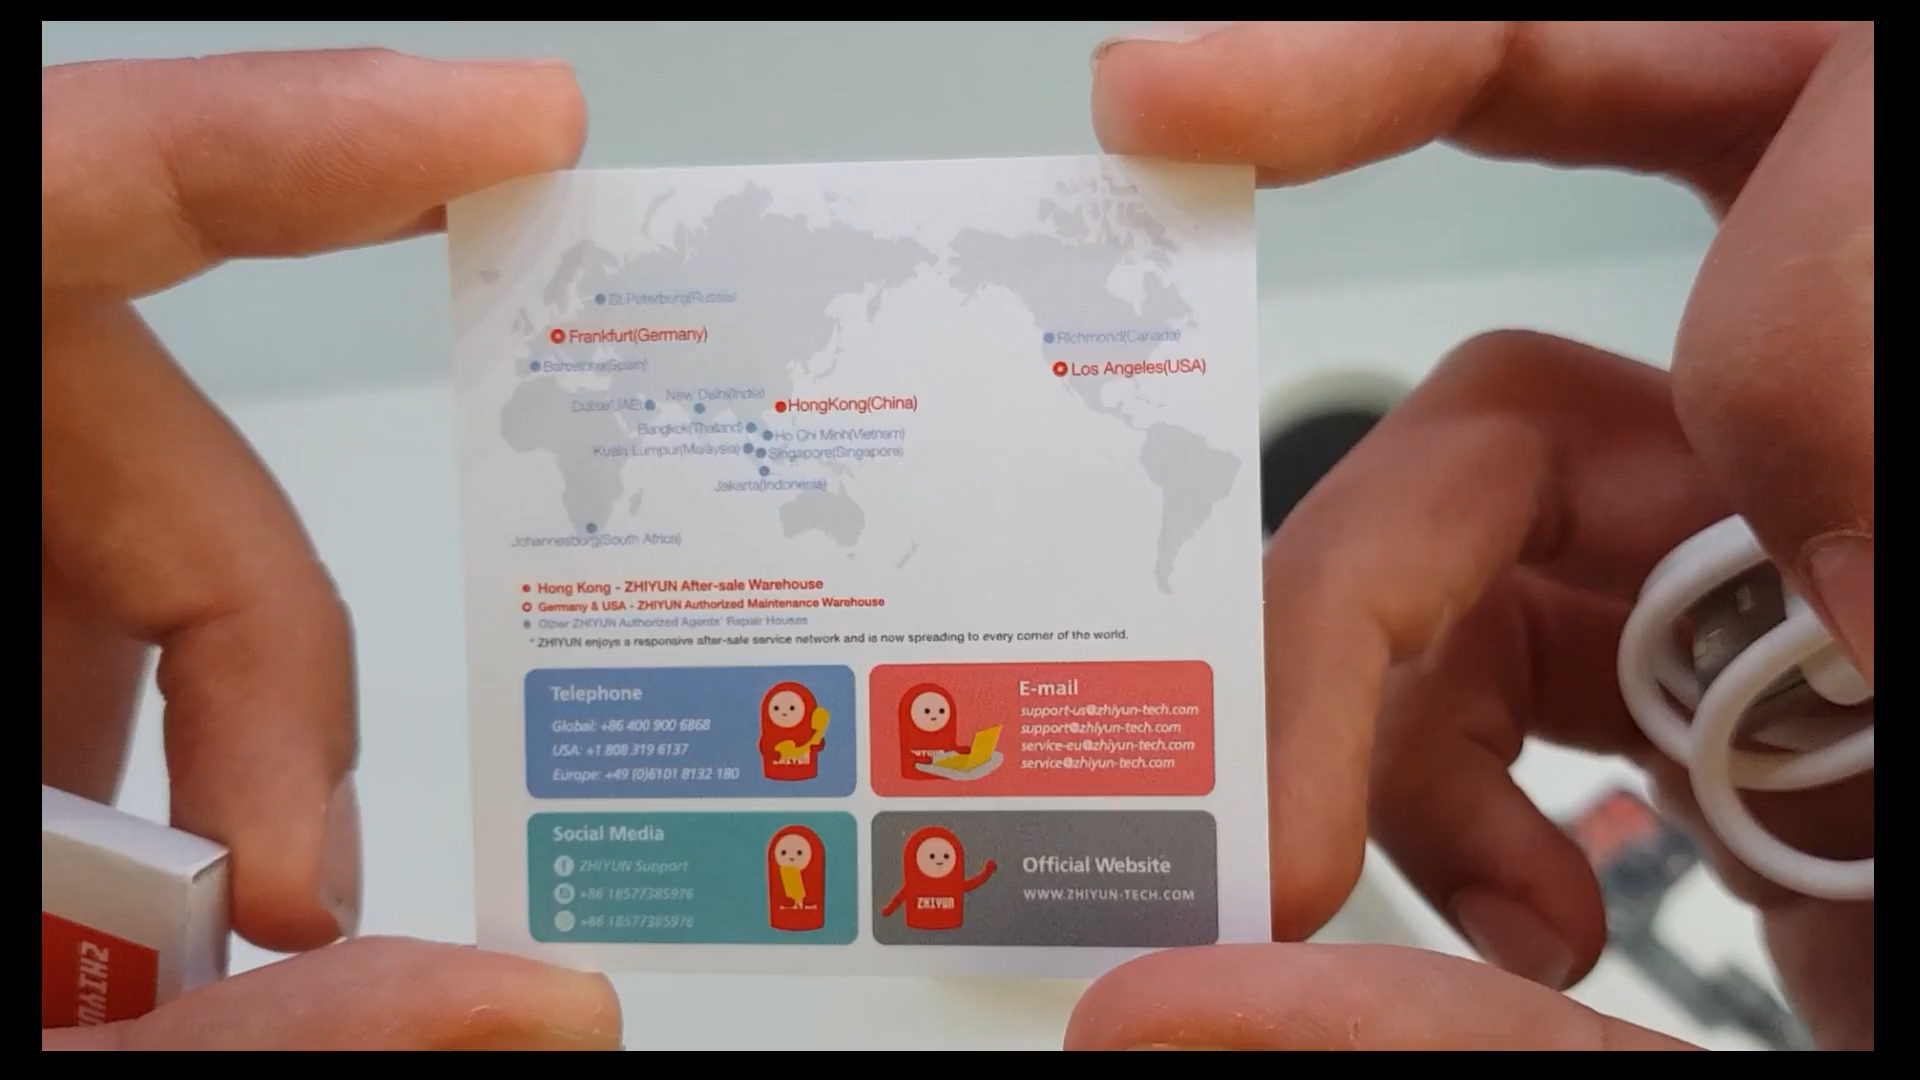 St.Peterburg(Russia)
Frankfurt(Germany)
Richmond(Canada)
Barcelona(Spain)
Los Angeles(USA)
New Delhi(India)
Dubai(UAE)
HongKong(China)
Bangkok(Thailand)
Ho Chi Minh(Vietnam)
Kuala Lumpur(Malaysia)
Singapore(Singapore)
Jakarta(Indonesia)
Johannesburg(South Africa)
Hong Kong - ZHIYUN After-sale Warehouse
Germany & USA - ZHIYUN Authorized Maintenance Warehouse
Other ZHIYUN Authorized Agents' Repair Houses
* ZHIYUN enjoys a responsive after-sale service network and is now spreading to every corner of the world.
Telephone
Global: +86 400 900 6868
USA: +1 808 319 6137
Europe: +49 (0)6101 8132 180
ZHIYUN
E-mail
support-us@zhiyun-tech.com
support@zhiyun-tech.com
service-eu@zhiyun-tech.com
service@zhiyun-tech.com
ZHIYUN
Social Media
ZHIYUN Support
+86 18577385976
+86 18577385976
Official Website
WWW.ZHIYUN-TECH.COM
ZHIYUN
ZHIYU